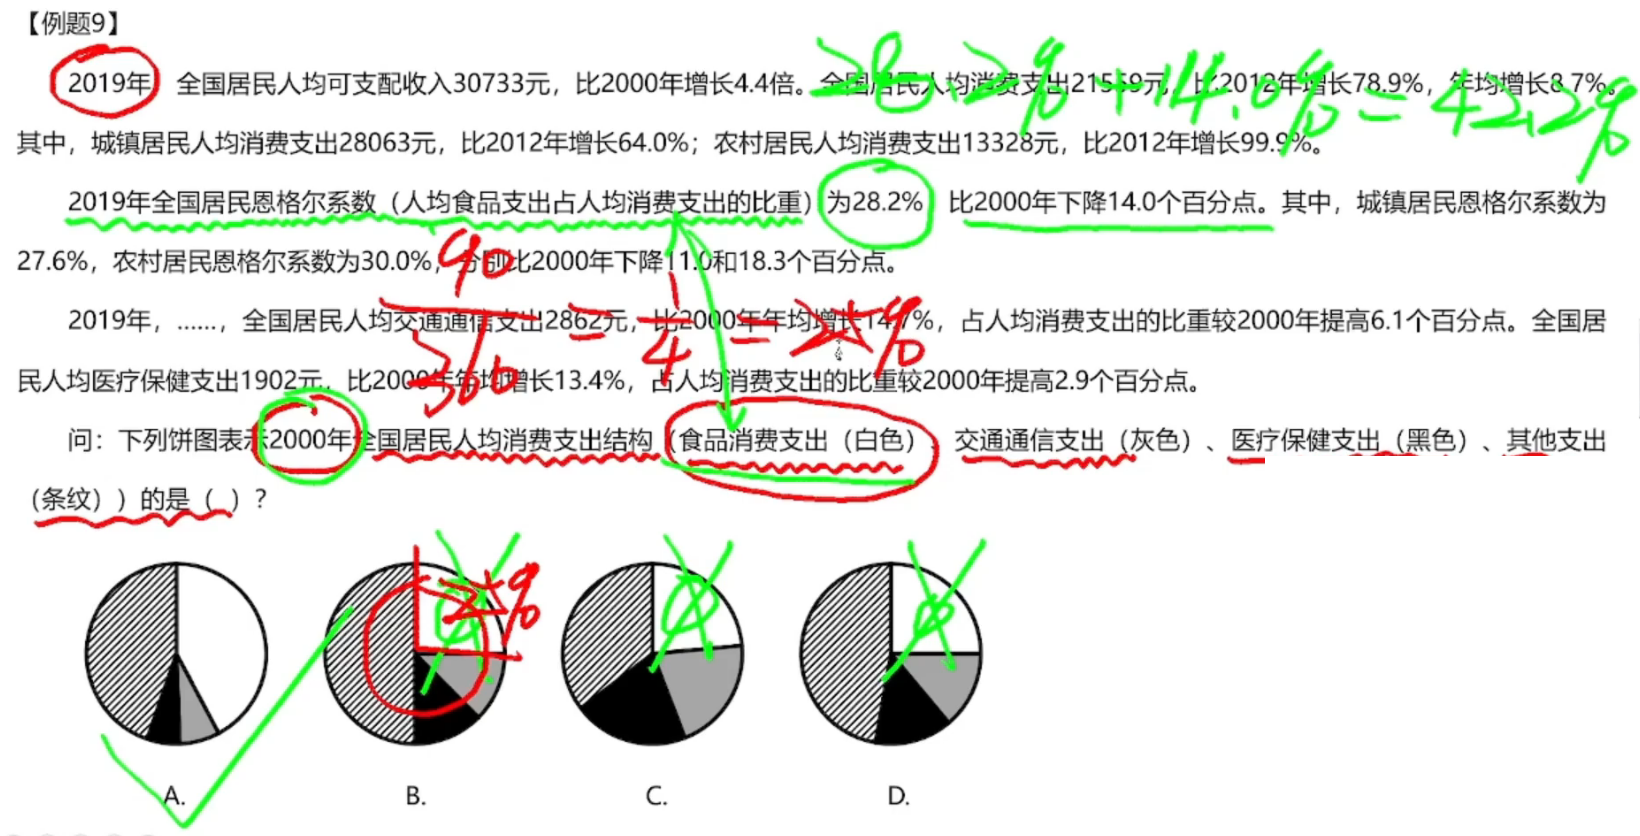 【例题9】
28.2%+14.0%=42.2%
2019年,全国居民人均可支配收入30733元,比2000年增长4.4倍。全国居民人均消费支出21559元,比2012年增长78.9%,年均增长8.7%。
其中,城镇居民人均消费支出28063元,比2012年增长64.0%;农村居民人均消费支出13328元,比2012年增长99.9%。
2019年全国居民恩格尔系数(人均食品支出占人均消费支出的比重)为28.2%,比2000年下降14.0个百分点。其中,城镇居民恩格尔系数为
27.6%,农村居民恩格尔系数为30.0%,分别比2000年下降11.0和18.3个百分点。
90/360=1/4=25%
2019年,……,全国居民人均交通通信支出2862元,比2000年年均增长14.7%,占人均消费支出的比重较2000年提高6.1个百分点。全国居
民人均医疗保健支出1902元,比2000年年均增长13.4%,占人均消费支出的比重较2000年提高2.9个百分点。
问:下列饼图表示2000年全国居民人均消费支出结构(食品消费支出(白色)、交通通信支出(灰色)、医疗保健支出(黑色)、其他支出
(条纹))的是( )?
25%
A. B. C. D.